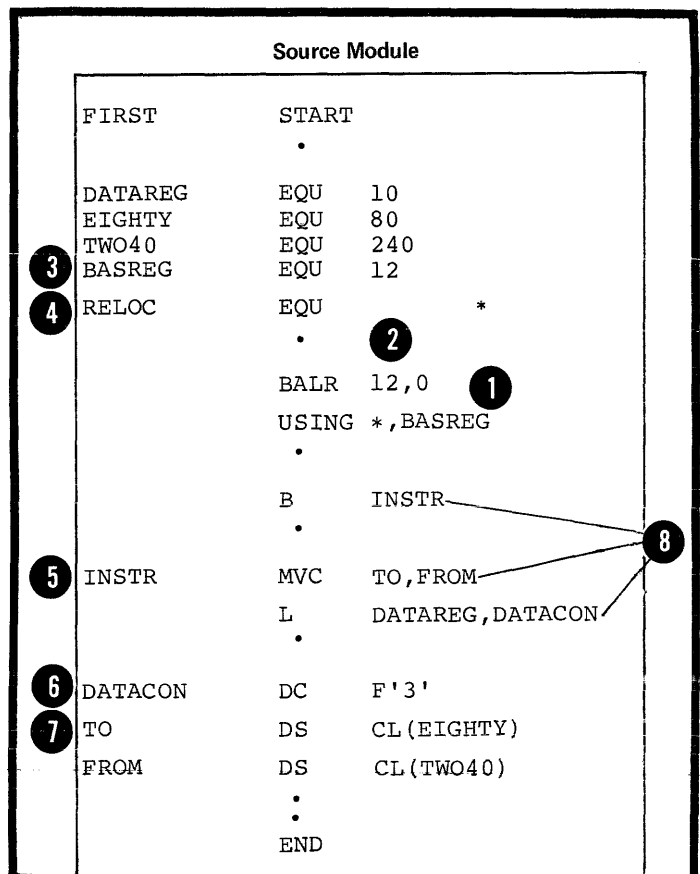 Source Module
FIRST START
•
DATAREG EQU 10
EIGHTY EQU 80
TWO40 EQU 240
3 BASREG EQU 12
4 RELOC EQU *
• 2
BALR 12,0 1
USING *,BASREG
•
B INSTR
•
8
5 INSTR MVC TO,FROM
L DATAREG,DATACON
•
6 DATACON DC F'3'
7 TO DS CL(EIGHTY)
FROM DS CL(TWO40)
•
•
END